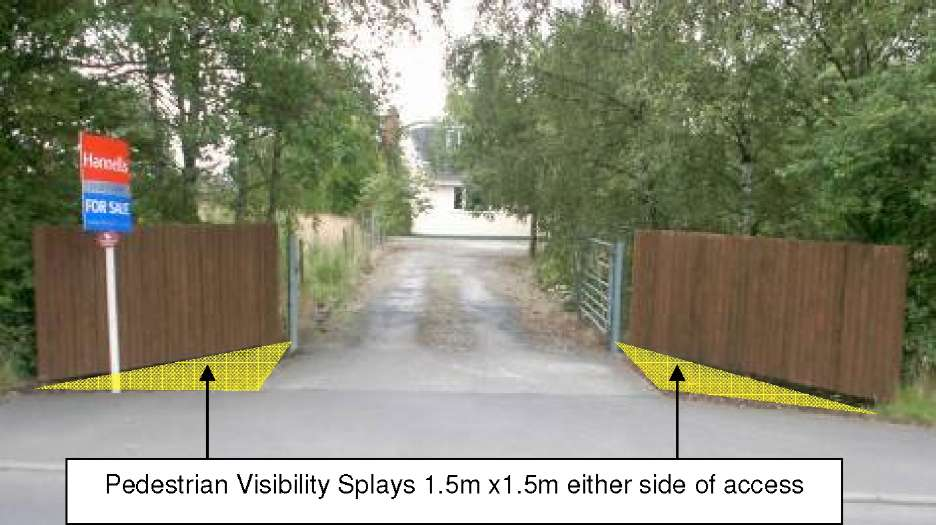 Hannells
FOR SALE
Pedestrian Visibility Splays 1.5m x1.5m either side of access